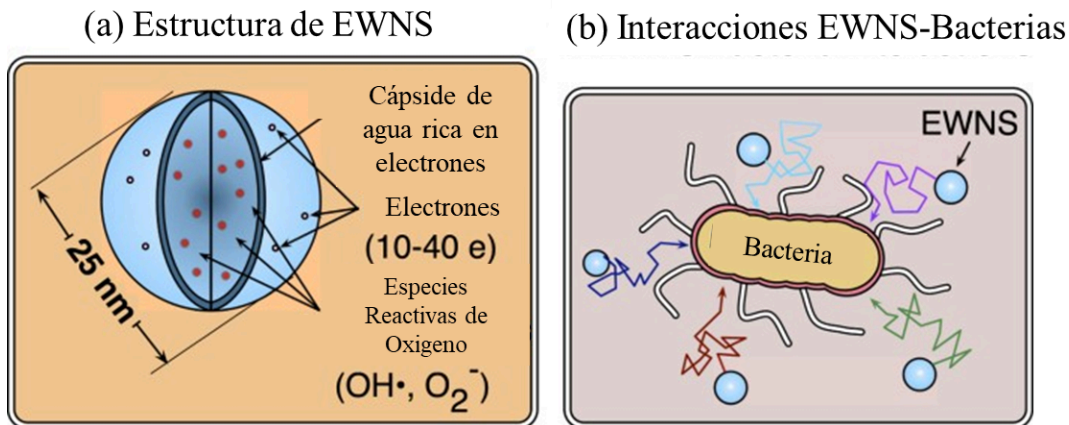 (a) Estructura de EWNS
Cápside de
agua rica en
electrones
Electrones
(10-40 e)
Especies
Reactivas de
Oxigeno
(OH•, O₂⁻)
25 nm
(b) Interacciones EWNS-Bacterias
EWNS
Bacteria